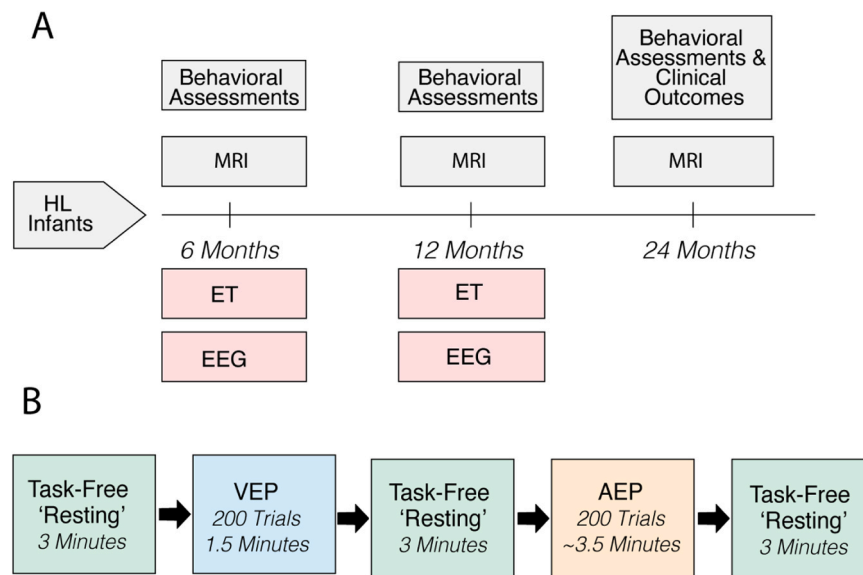 A
Behavioral
Assessments
Behavioral
Assessments
Behavioral
Assessments &
Clinical
Outcomes
MRI
MRI
MRI
HL
Infants
6 Months
12 Months
24 Months
ET
ET
EEG
EEG
B
Task-Free
'Resting'
3 Minutes
VEP
200 Trials
1.5 Minutes
Task-Free
'Resting'
3 Minutes
AEP
200 Trials
~3.5 Minutes
Task-Free
'Resting'
3 Minutes